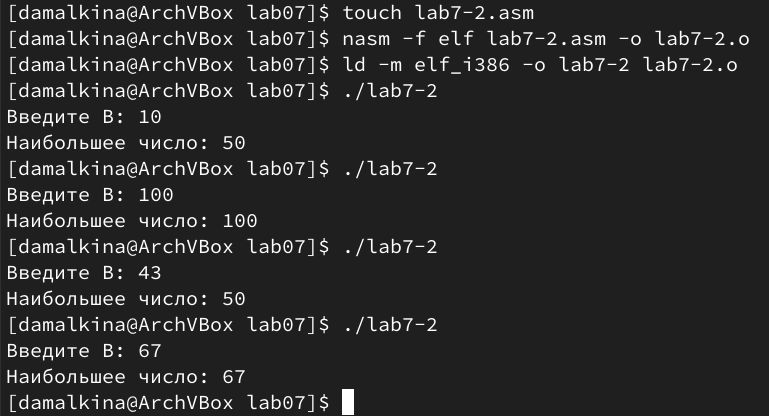 [damalkina@ArchVBox lab07]$ touch lab7-2.asm
[damalkina@ArchVBox lab07]$ nasm -f elf lab7-2.asm -o lab7-2.o
[damalkina@ArchVBox lab07]$ ld -m elf_i386 -o lab7-2 lab7-2.o
[damalkina@ArchVBox lab07]$ ./lab7-2
Введите В: 10
Наибольшее число: 50
[damalkina@ArchVBox lab07]$ ./lab7-2
Введите В: 100
Наибольшее число: 100
[damalkina@ArchVBox lab07]$ ./lab7-2
Введите В: 43
Наибольшее число: 50
[damalkina@ArchVBox lab07]$ ./lab7-2
Введите В: 67
Наибольшее число: 67
[damalkina@ArchVBox lab07]$